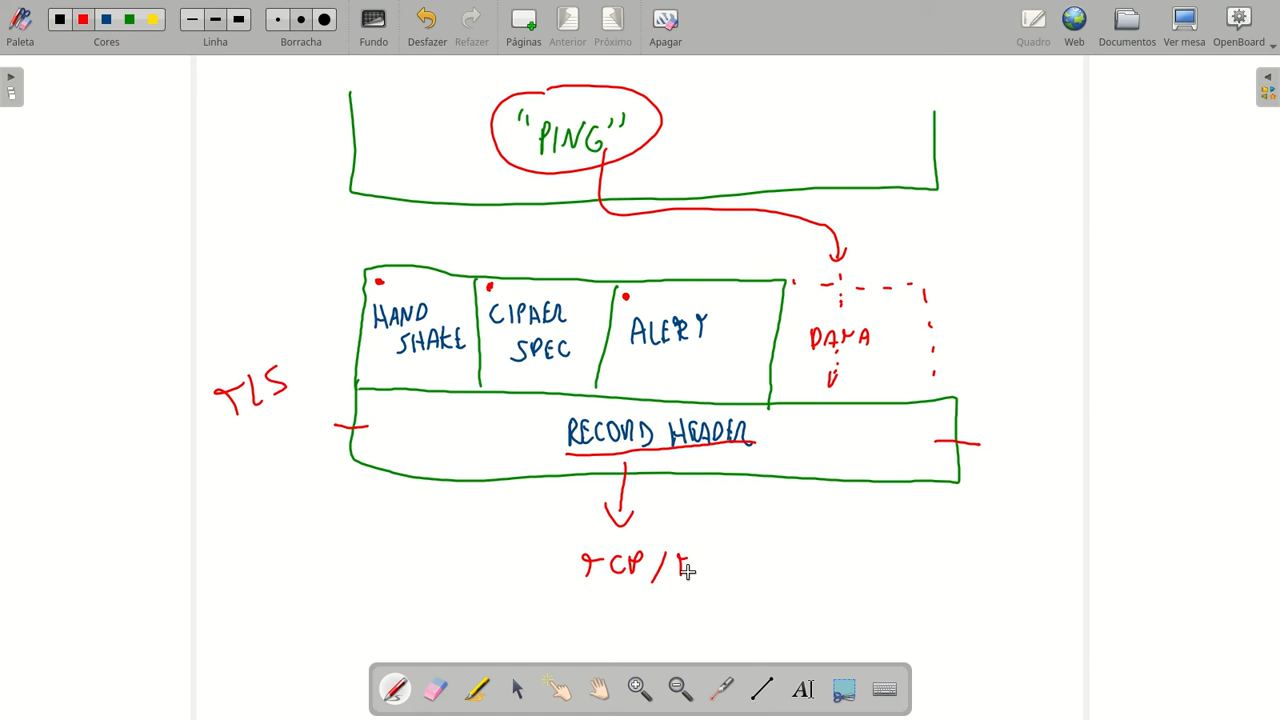 Paleta Cores Linha Borracha Fundo Desfazer Refazer Páginas Anterior Próximo Apagar Quadro Web Documentos Ver mesa OpenBoard
"PING"
HAND SHAKE
CIPHER SPEC
ALERT
DATA
TLS
RECORD HEADER
TCP/